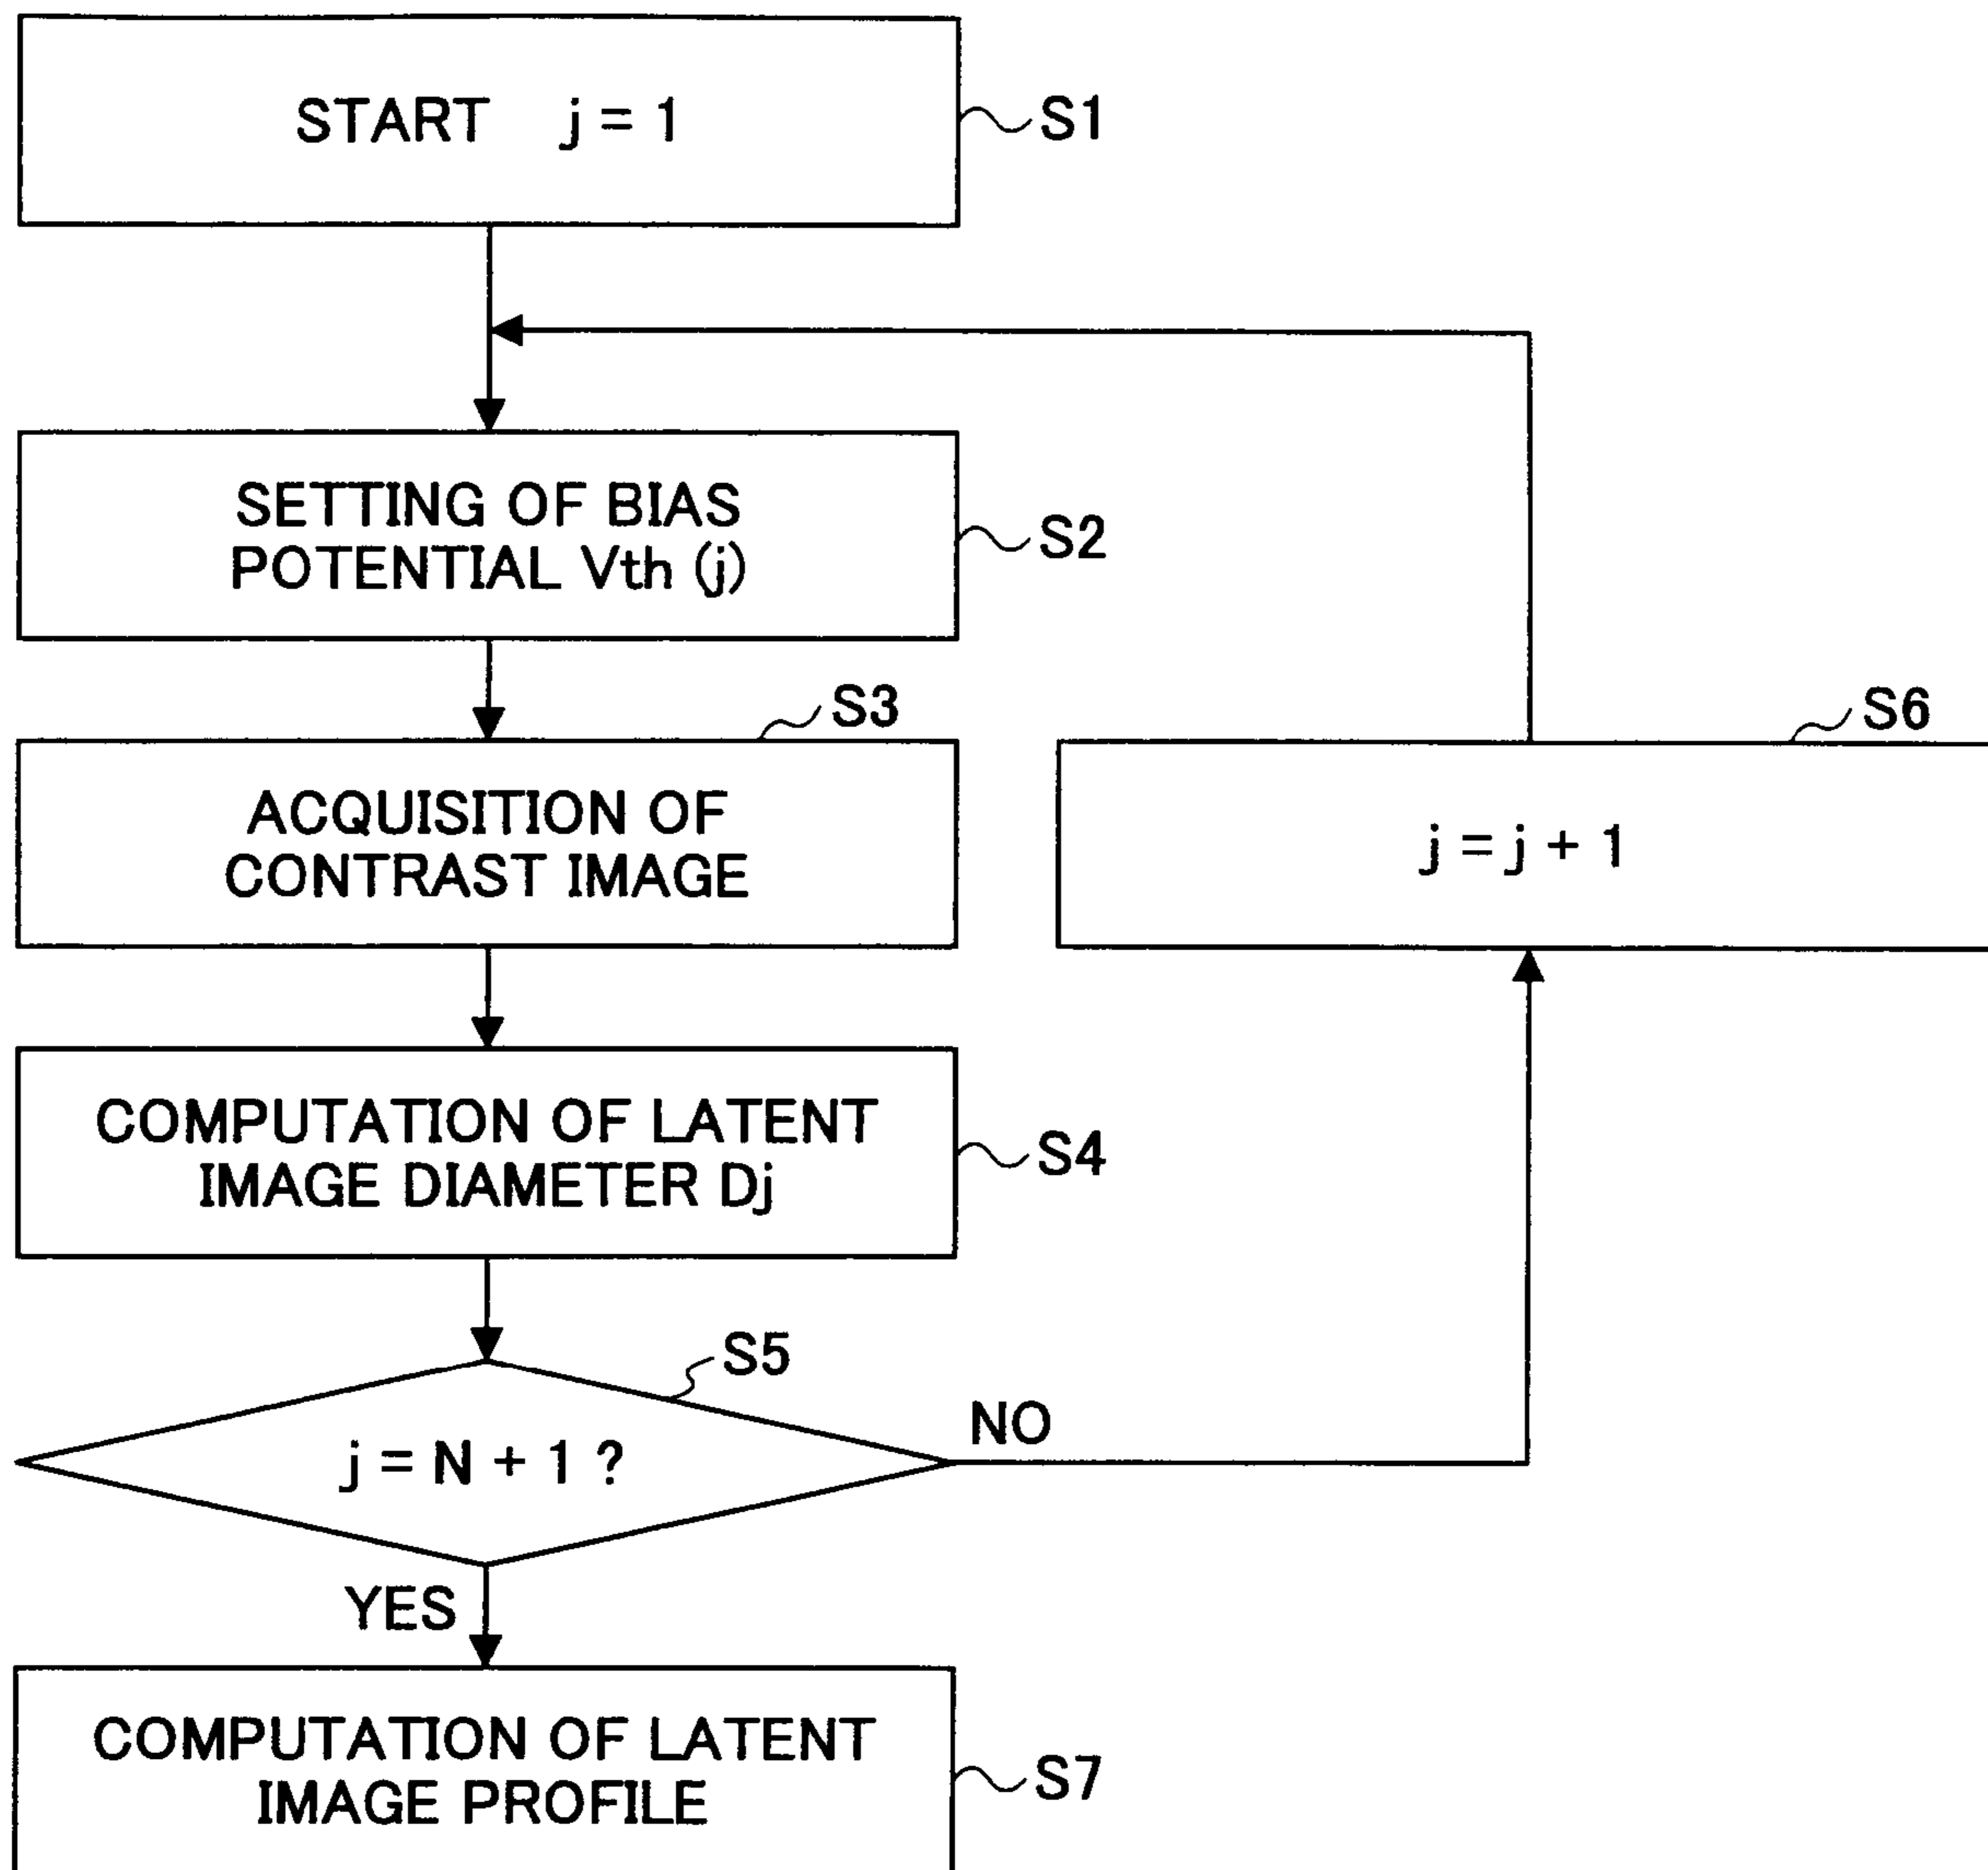 START j = 1
S1
SETTING OF BIAS
POTENTIAL Vth (j)
S2
S3
ACQUISITION OF
CONTRAST IMAGE
S6
j = j + 1
COMPUTATION OF LATENT
IMAGE DIAMETER Dj
S4
S5
j = N + 1 ?
NO
YES
COMPUTATION OF LATENT
IMAGE PROFILE
S7